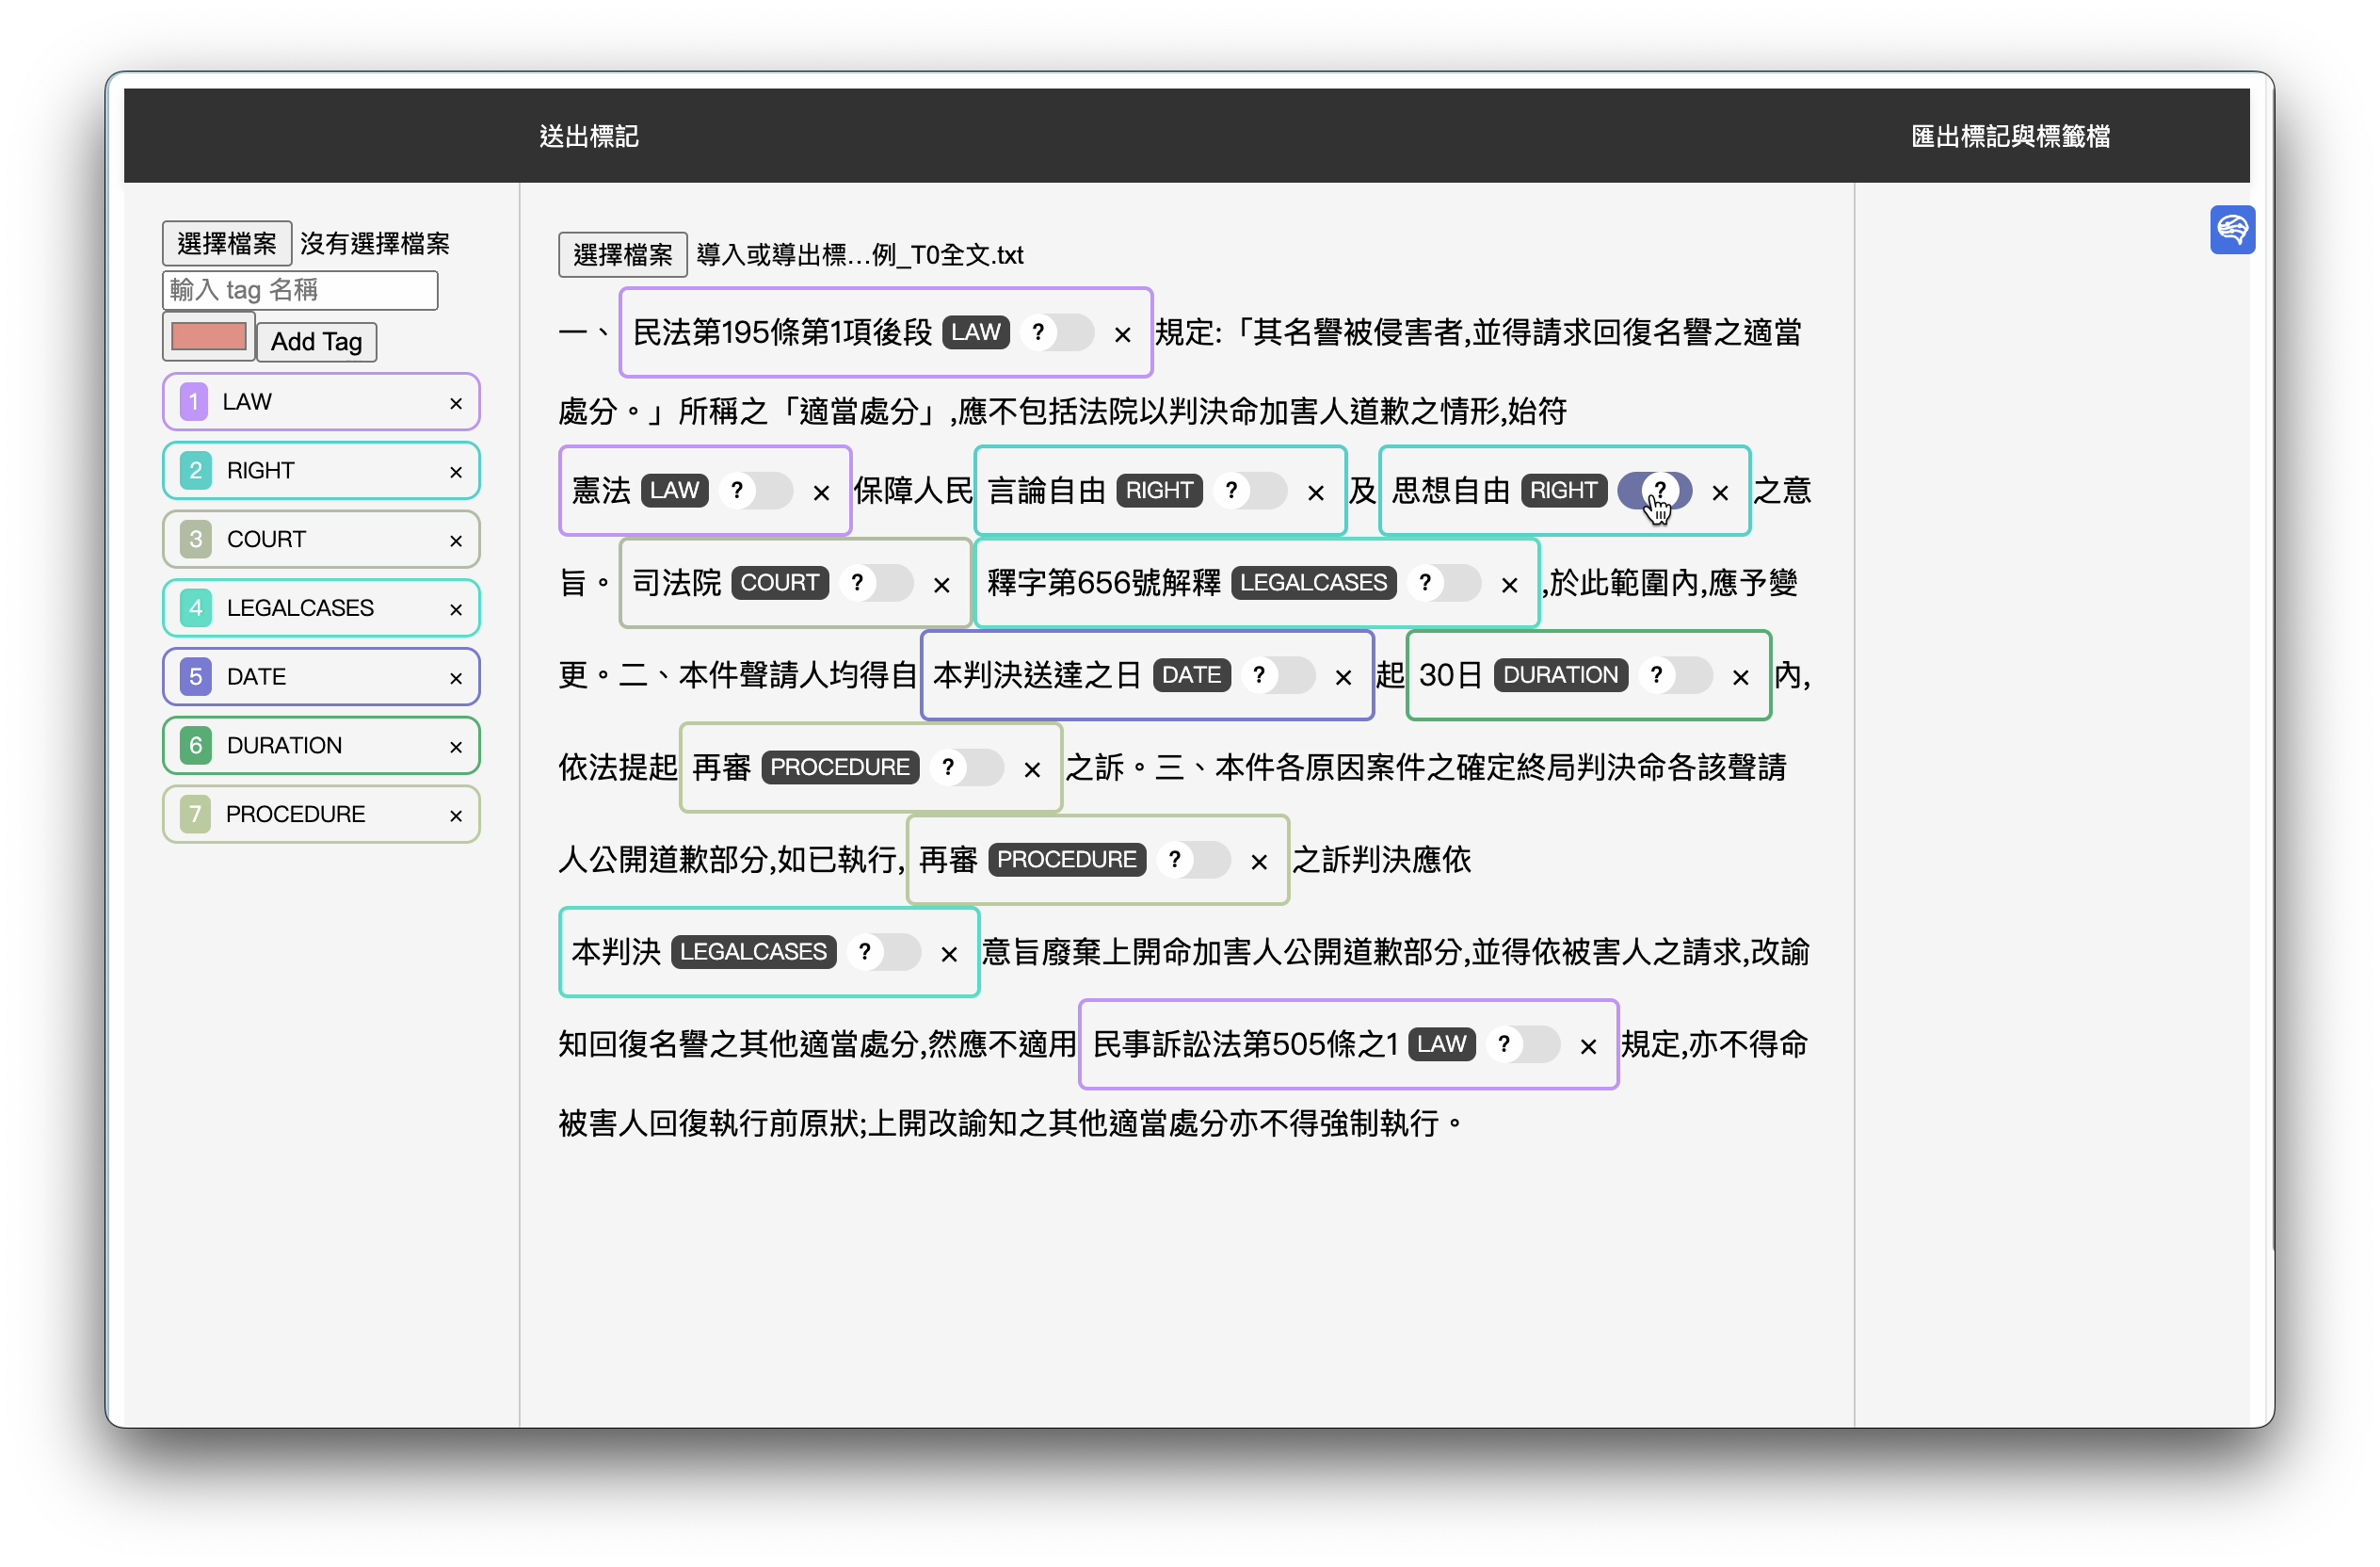 送出標記
匯出標記與標籤檔
選擇檔案 沒有選擇檔案
輸入 tag 名稱
Add Tag
1 LAW ×
2 RIGHT ×
3 COURT ×
4 LEGALCASES ×
5 DATE ×
6 DURATION ×
7 PROCEDURE ×
選擇檔案 導入或導出標…例_T0全文.txt
一、 民法第195條第1項後段 LAW ? × 規定:「其名譽被侵害者,並得請求回復名譽之適當
處分。」所稱之「適當處分」,應不包括法院以判決命加害人道歉之情形,始符
憲法 LAW ? × 保障人民 言論自由 RIGHT ? × 及 思想自由 RIGHT ? × 之意
旨。 司法院 COURT ? × 釋字第656號解釋 LEGALCASES ? × ,於此範圍內,應予變
更。二、本件聲請人均得自 本判決送達之日 DATE ? × 起 30日 DURATION ? × 內,
依法提起 再審 PROCEDURE ? × 之訴。三、本件各原因案件之確定終局判決命各該聲請
人公開道歉部分,如已執行, 再審 PROCEDURE ? × 之訴判決應依
本判決 LEGALCASES ? × 意旨廢棄上開命加害人公開道歉部分,並得依被害人之請求,改諭
知回復名譽之其他適當處分,然應不適用 民事訴訟法第505條之1 LAW ? × 規定,亦不得命
被害人回復執行前原狀;上開改諭知之其他適當處分亦不得強制執行。